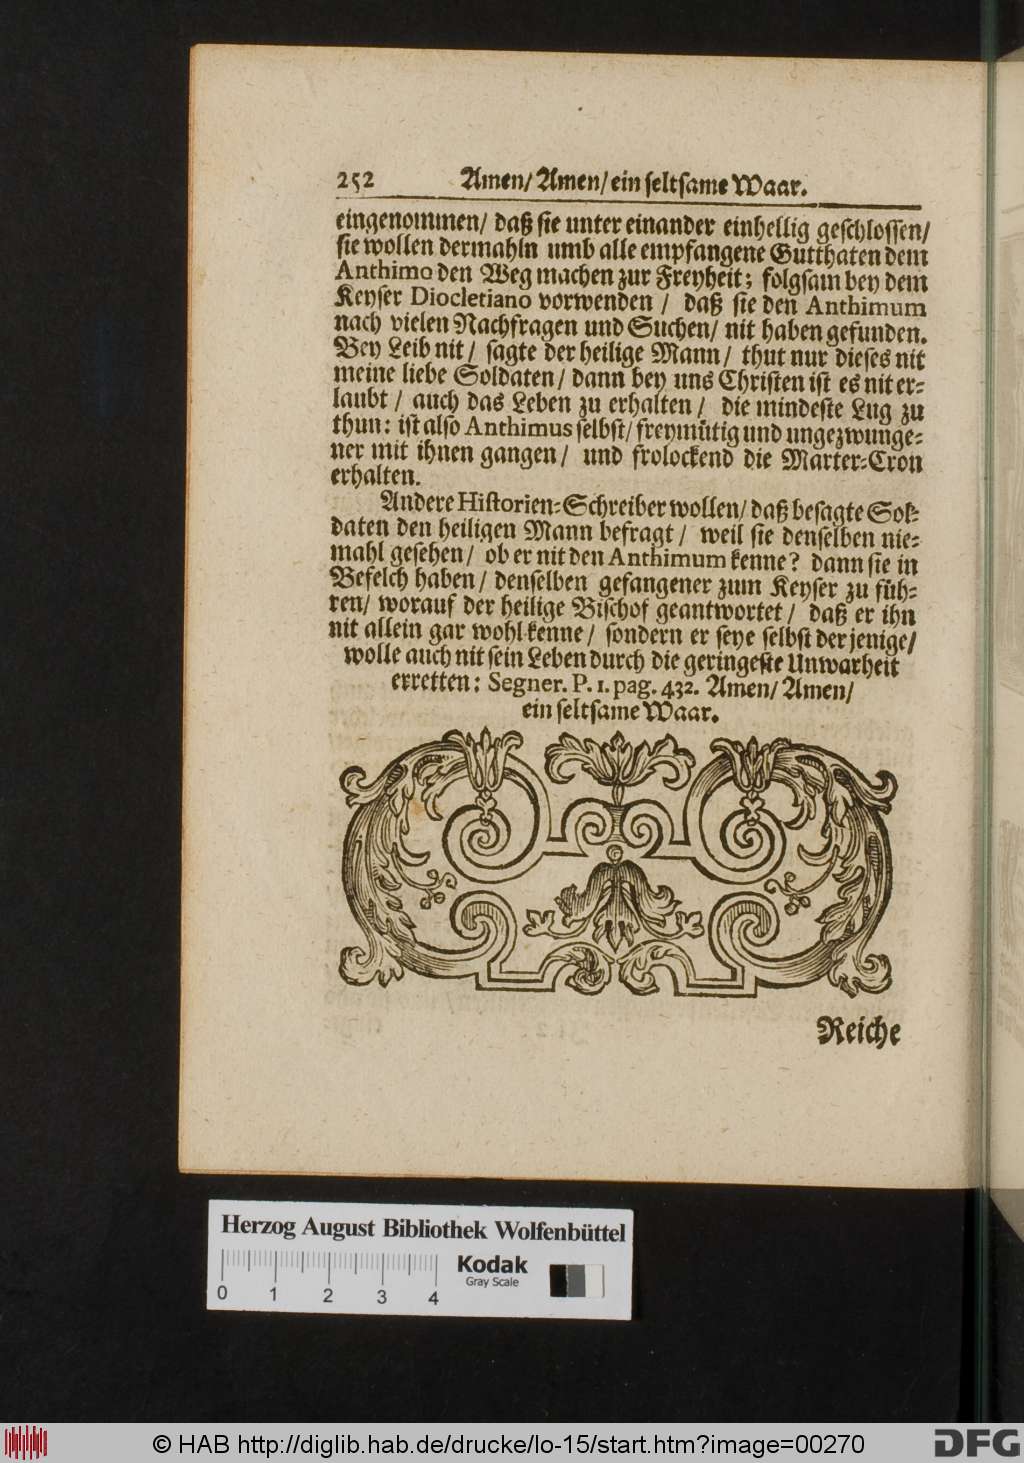 252 Amen/ Amen/ ein seltsame Waar.
eingenommen/ daß sie unter einander einhellig geschlossen/
sie wollen dermahln umb alle empfangene Gutthaten dem
Anthimo den Weg machen zur Freyheit; folgsam bey dem
Keyser Diocletiano vorwenden / daß sie den Anthimum
nach vielen Nachfragen und Suchen/ nit haben gefunden.
Bey Leib nit / sagte der heilige Mann / thut nur dieses nit
meine liebe Soldaten / dann bey uns Christen ist es nit er-
laubt / auch das Leben zu erhalten / die mindeste Lug zu
thun: ist also Anthimus selbst/ freymütig und ungezwunge-
ner mit ihnen gangen / und frolockend die Marter-Cron
erhalten.
Andere Historien-Schreiber wollen/ daß besagte Sol-
daten den heiligen Mann befragt / weil sie denselben nie-
mahl gesehen / ob er nit den Anthimum kenne? dann sie in
Befelch haben / denselben gefangener zum Keyser zu füh-
ren/ worauf der heilige Bischof geantwortet / daß er ihn
nit allein gar wohl kenne / sondern er seye selbst der jenige/
wolle auch nit sein Leben durch die geringeste Unwarheit
erretten: Segner. P. 1. pag. 432. Amen/ Amen/
ein seltsame Waar.
Reiche
Herzog August Bibliothek Wolfenbüttel
0 1 2 3 4
Kodak
Gray Scale
© HAB http://diglib.hab.de/drucke/lo-15/start.htm?image=00270
DFG